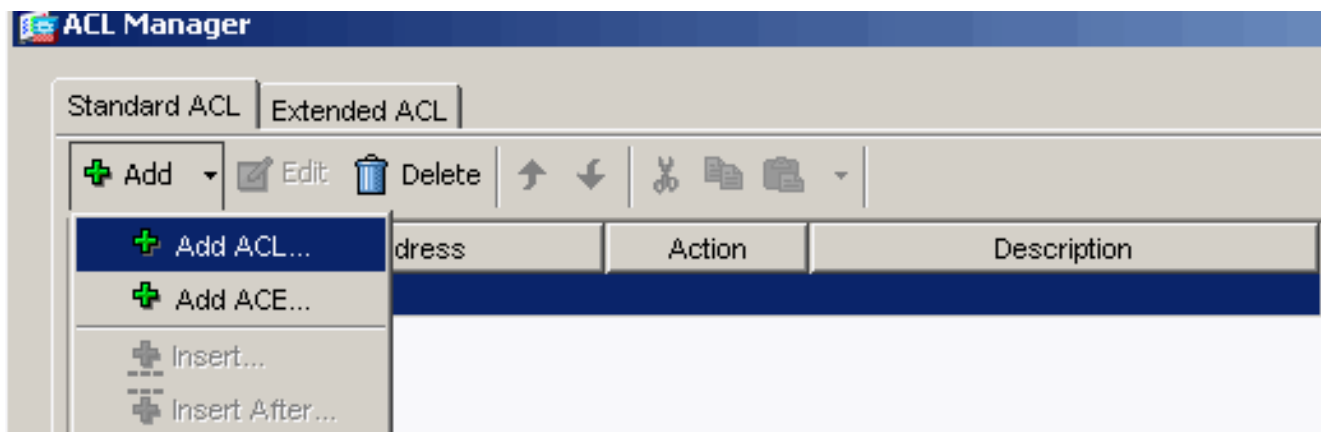 ACL Manager
Standard ACL Extended ACL
Add Edit Delete
Add ACL...
dress Action Description
Add ACE...
Insert...
Insert After...